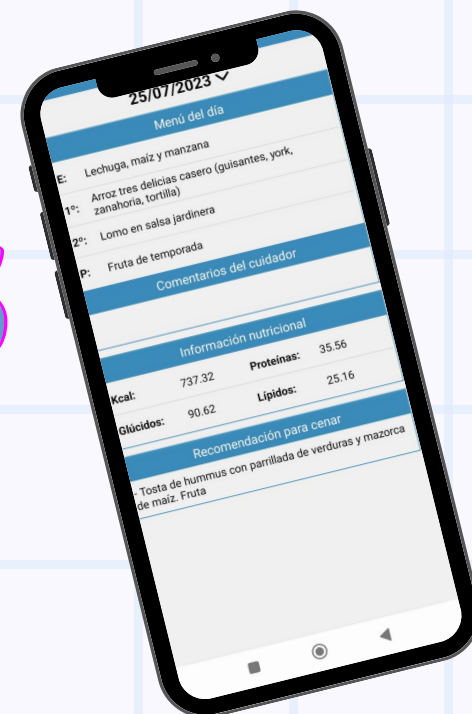 25/07/2023
Menú del día
E: Lechuga, maíz y manzana
1º: Arroz tres delicias casero (guisantes, york,
zanahoria, tortilla)
2º: Lomo en salsa jardinera
P: Fruta de temporada
Comentarios del cuidador
Información nutricional
Kcal: 737.32 Proteínas: 35.56
Glúcidos: 90.62 Lípidos: 25.16
Recomendación para cenar
- Tosta de hummus con parrillada de verduras y mazorca
de maíz. Fruta